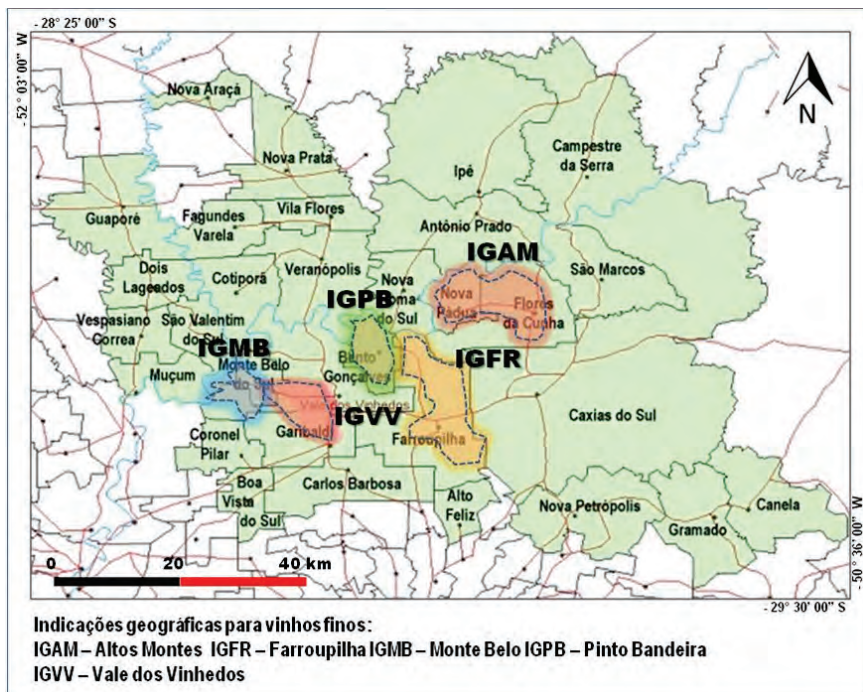 - 28° 25' 00" S
- 52° 03' 00" W
Nova Araçá
N
Nova Prata
Ipê
Campestre
da Serra
Guaporé
Fagundes
Varela
Vila Flores
Antônio Prado
IGAM
Dois
Lageados
Cotiporã
Veranópolis
Nova
Roma
do Sul
Nova
Pádua
Flores
da Cunha
São Marcos
IGPB
Vespasiano
Correa
São Valentim
do Sul
IGMB
Monte Belo
do Sul
Bento
Gonçalves
IGFR
Muçum
Vale dos Vinhedos
IGVV
Garibaldi
Farroupilha
Caxias do Sul
Coronel
Pilar
Boa
Vista
do Sul
Carlos Barbosa
Alto
Feliz
Nova Petrópolis
Gramado
Canela
0 20 40 km
- 50° 36' 00" W
- 29° 30' 00" S
Indicações geográficas para vinhos finos:
IGAM – Altos Montes IGFR – Farroupilha IGMB – Monte Belo IGPB – Pinto Bandeira
IGVV – Vale dos Vinhedos